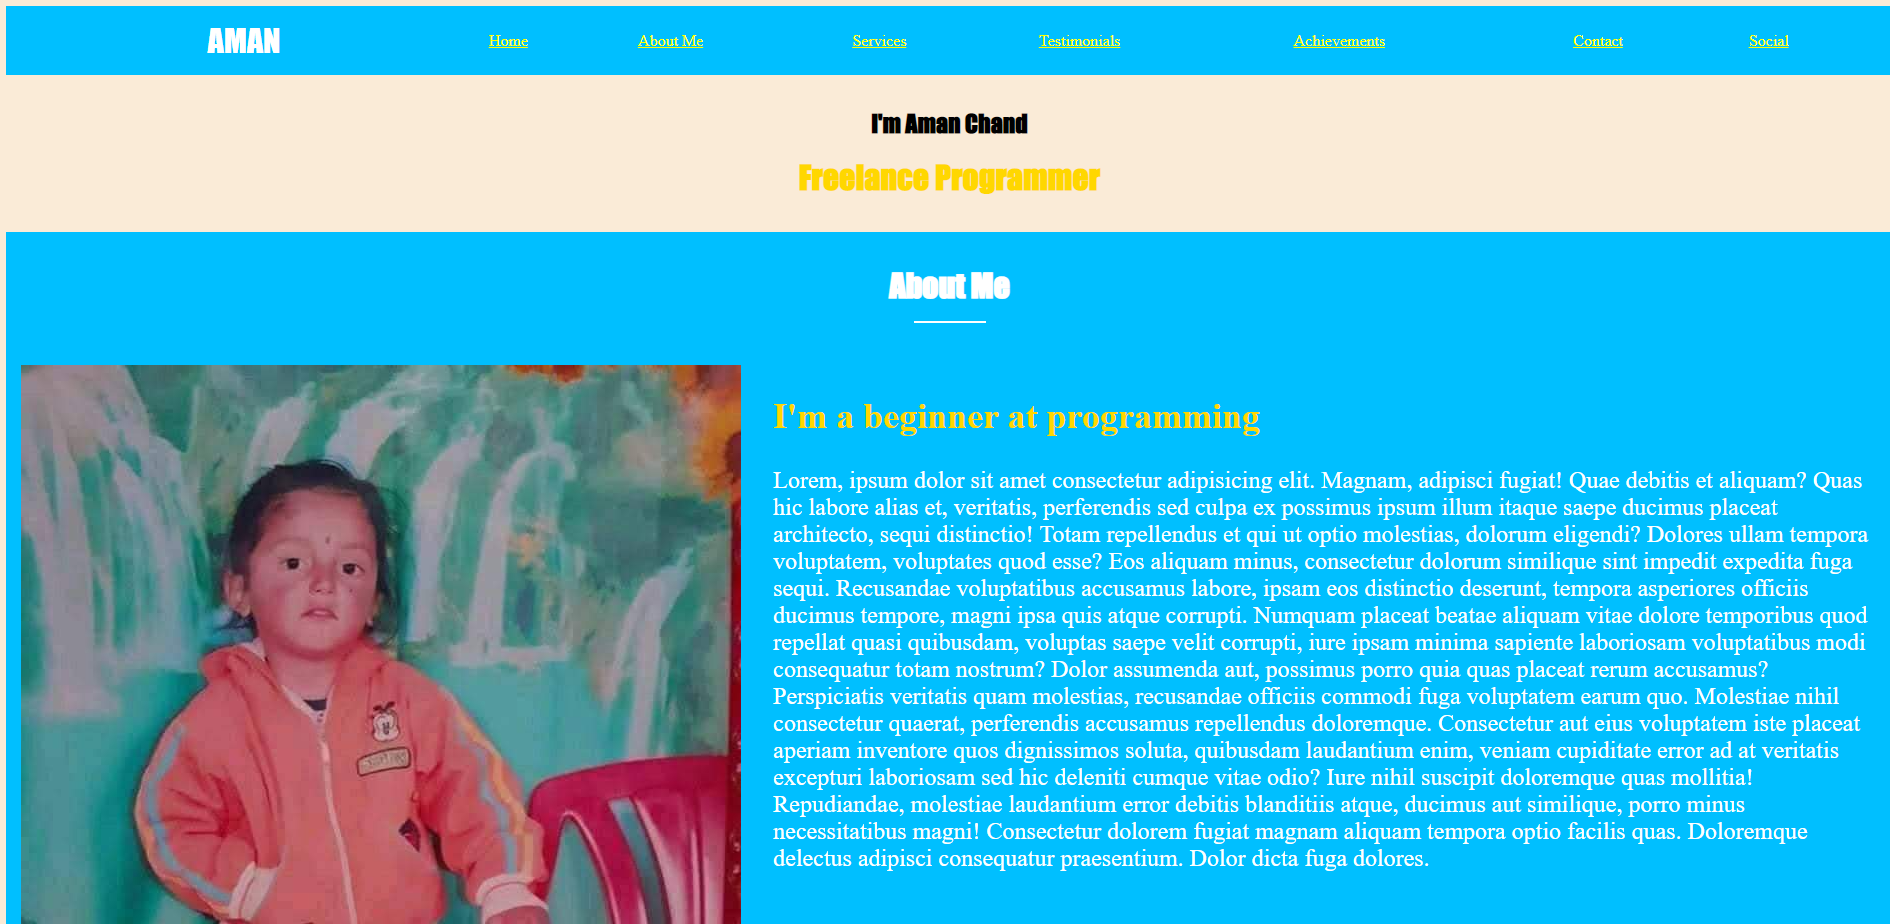 AMAN Home About Me Services Testimonials Achievements Contact Social
I'm Aman Chand
Freelance Programmer
About Me
I'm a beginner at programming
Lorem, ipsum dolor sit amet consectetur adipisicing elit. Magnam, adipisci fugiat! Quae debitis et aliquam? Quas
hic labore alias et, veritatis, perferendis sed culpa ex possimus ipsum illum itaque saepe ducimus placeat
architecto, sequi distinctio! Totam repellendus et qui ut optio molestias, dolorum eligendi? Dolores ullam tempora
voluptatem, voluptates quod esse? Eos aliquam minus, consectetur dolorum similique sint impedit expedita fuga
sequi. Recusandae voluptatibus accusamus labore, ipsam eos distinctio deserunt, tempora asperiores officiis
ducimus tempore, magni ipsa quis atque corrupti. Numquam placeat beatae aliquam vitae dolore temporibus quod
repellat quasi quibusdam, voluptas saepe velit corrupti, iure ipsam minima sapiente laboriosam voluptatibus modi
consequatur totam nostrum? Dolor assumenda aut, possimus porro quia quas placeat rerum accusamus?
Perspiciatis veritatis quam molestias, recusandae officiis commodi fuga voluptatem earum quo. Molestiae nihil
consectetur quaerat, perferendis accusamus repellendus doloremque. Consectetur aut eius voluptatem iste placeat
aperiam inventore quos dignissimos soluta, quibusdam laudantium enim, veniam cupiditate error ad at veritatis
excepturi laboriosam sed hic deleniti cumque vitae odio? Iure nihil suscipit doloremque quas mollitia!
Repudiandae, molestiae laudantium error debitis blanditiis atque, ducimus aut similique, porro minus
necessitatibus magni! Consectetur dolorem fugiat magnam aliquam tempora optio facilis quas. Doloremque
delectus adipisci consequatur praesentium. Dolor dicta fuga dolores.